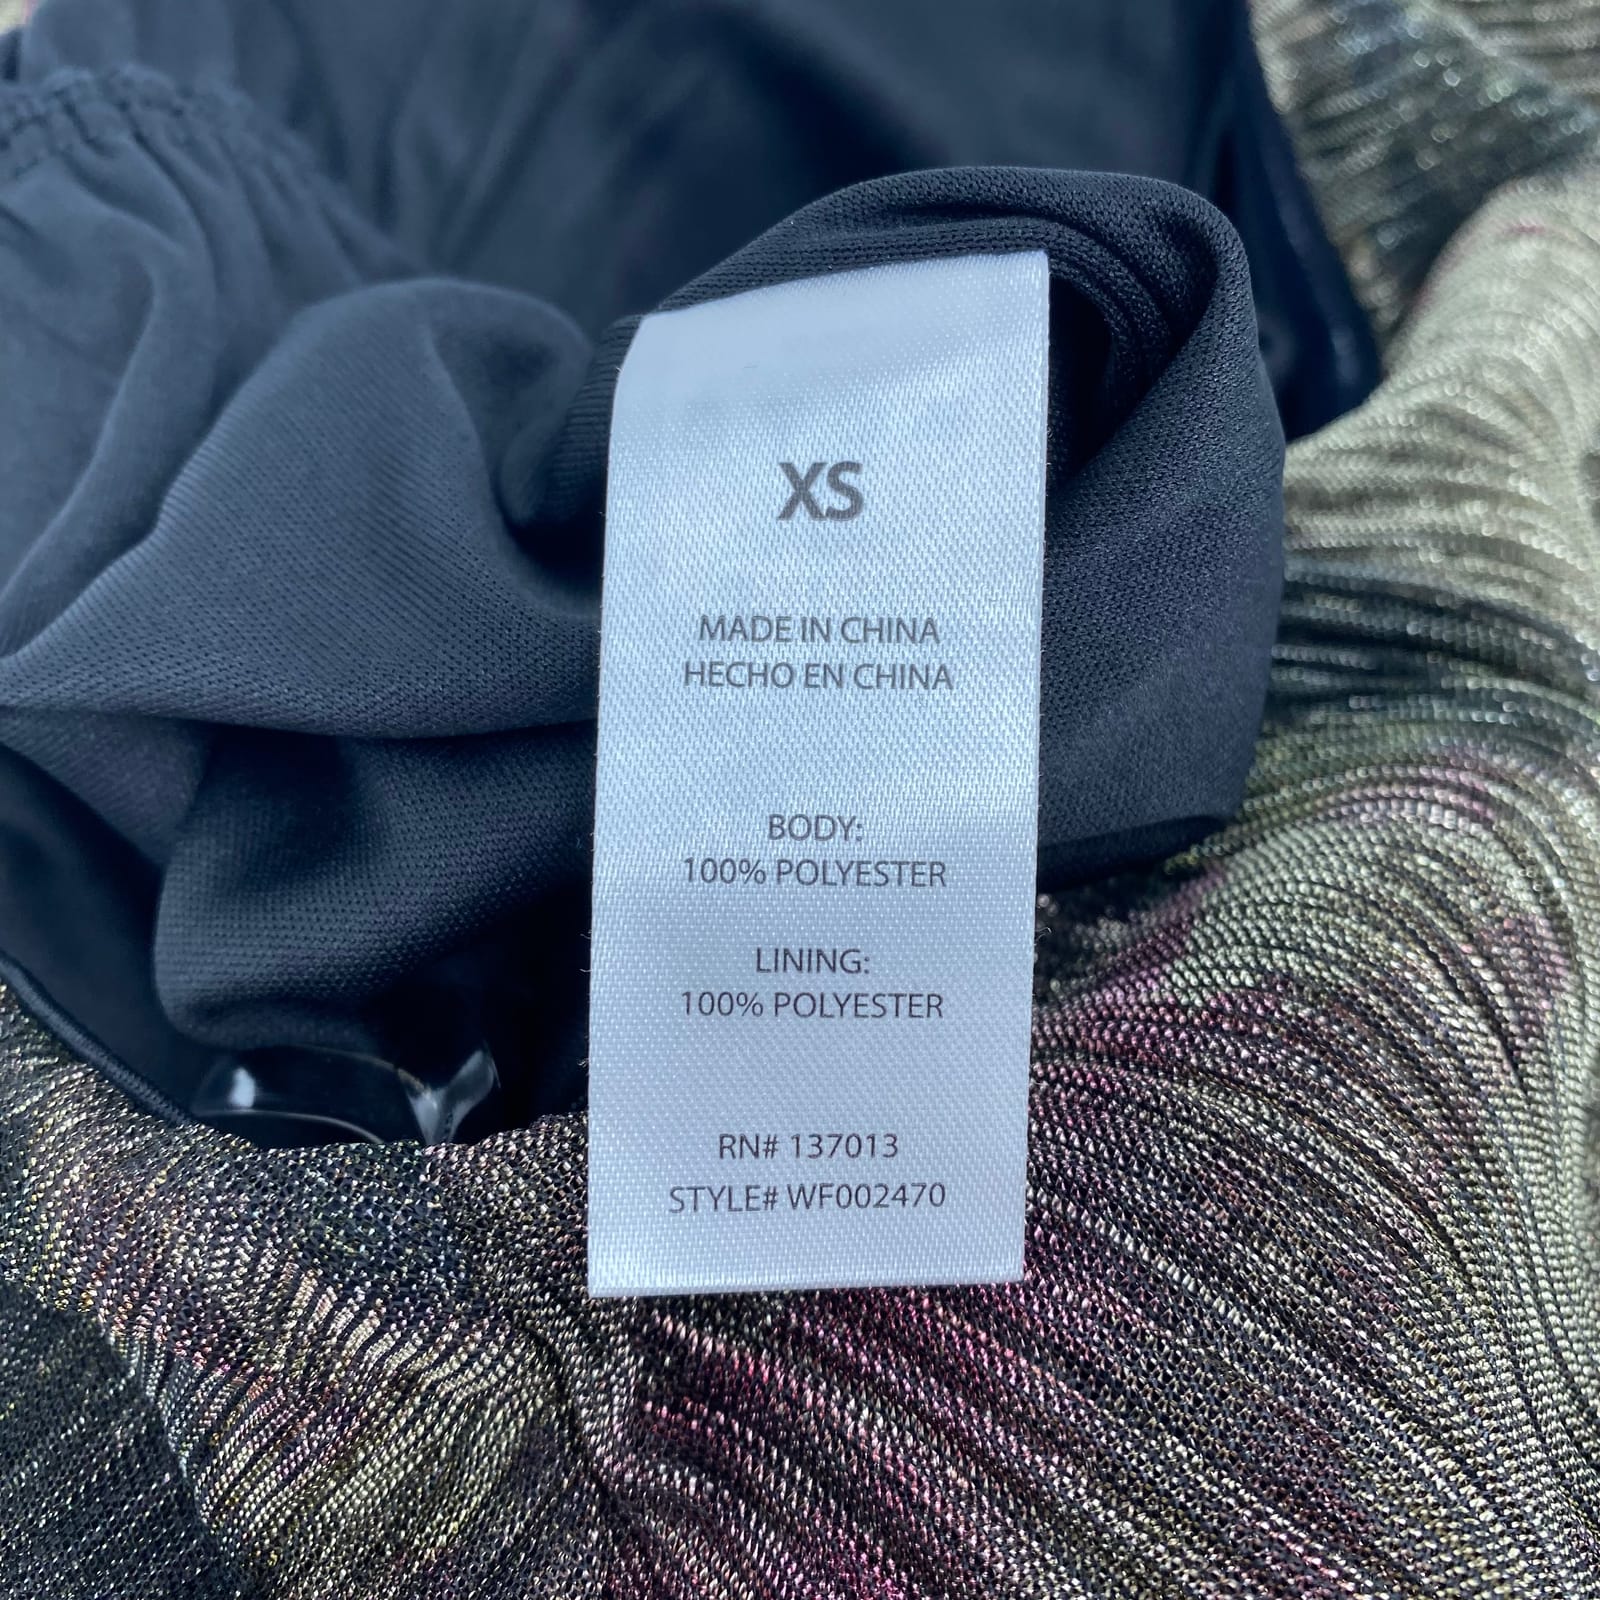 XS
MADE IN CHINA
HECHO EN CHINA
BODY:
100% POLYESTER
LINING:
100% POLYESTER
RN# 137013
STYLE# WF002470